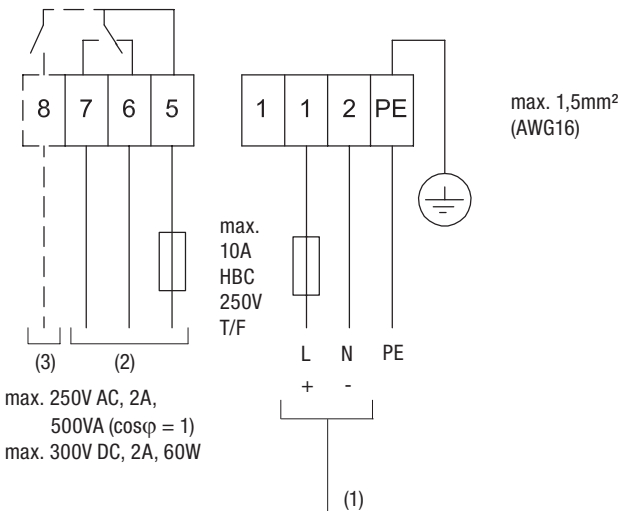 8 7 6 5 1 1 2 PE
max. 1,5mm²
(AWG16)
max.
10A
HBC
250V
T/F
L N PE
+ -
(3) (2)
max. 250V AC, 2A,
500VA (cosφ = 1)
max. 300V DC, 2A, 60W
(1)